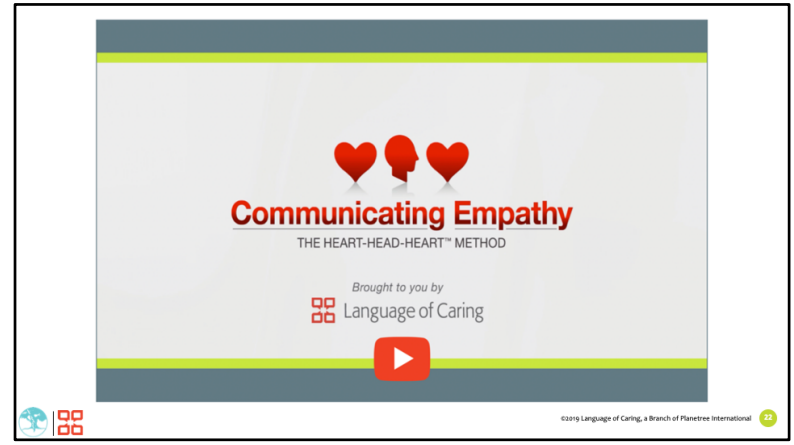 Communicating Empathy
THE HEART-HEAD-HEART™ METHOD
Brought to you by
Language of Caring
©2019 Language of Caring, a Branch of Planetree International
22